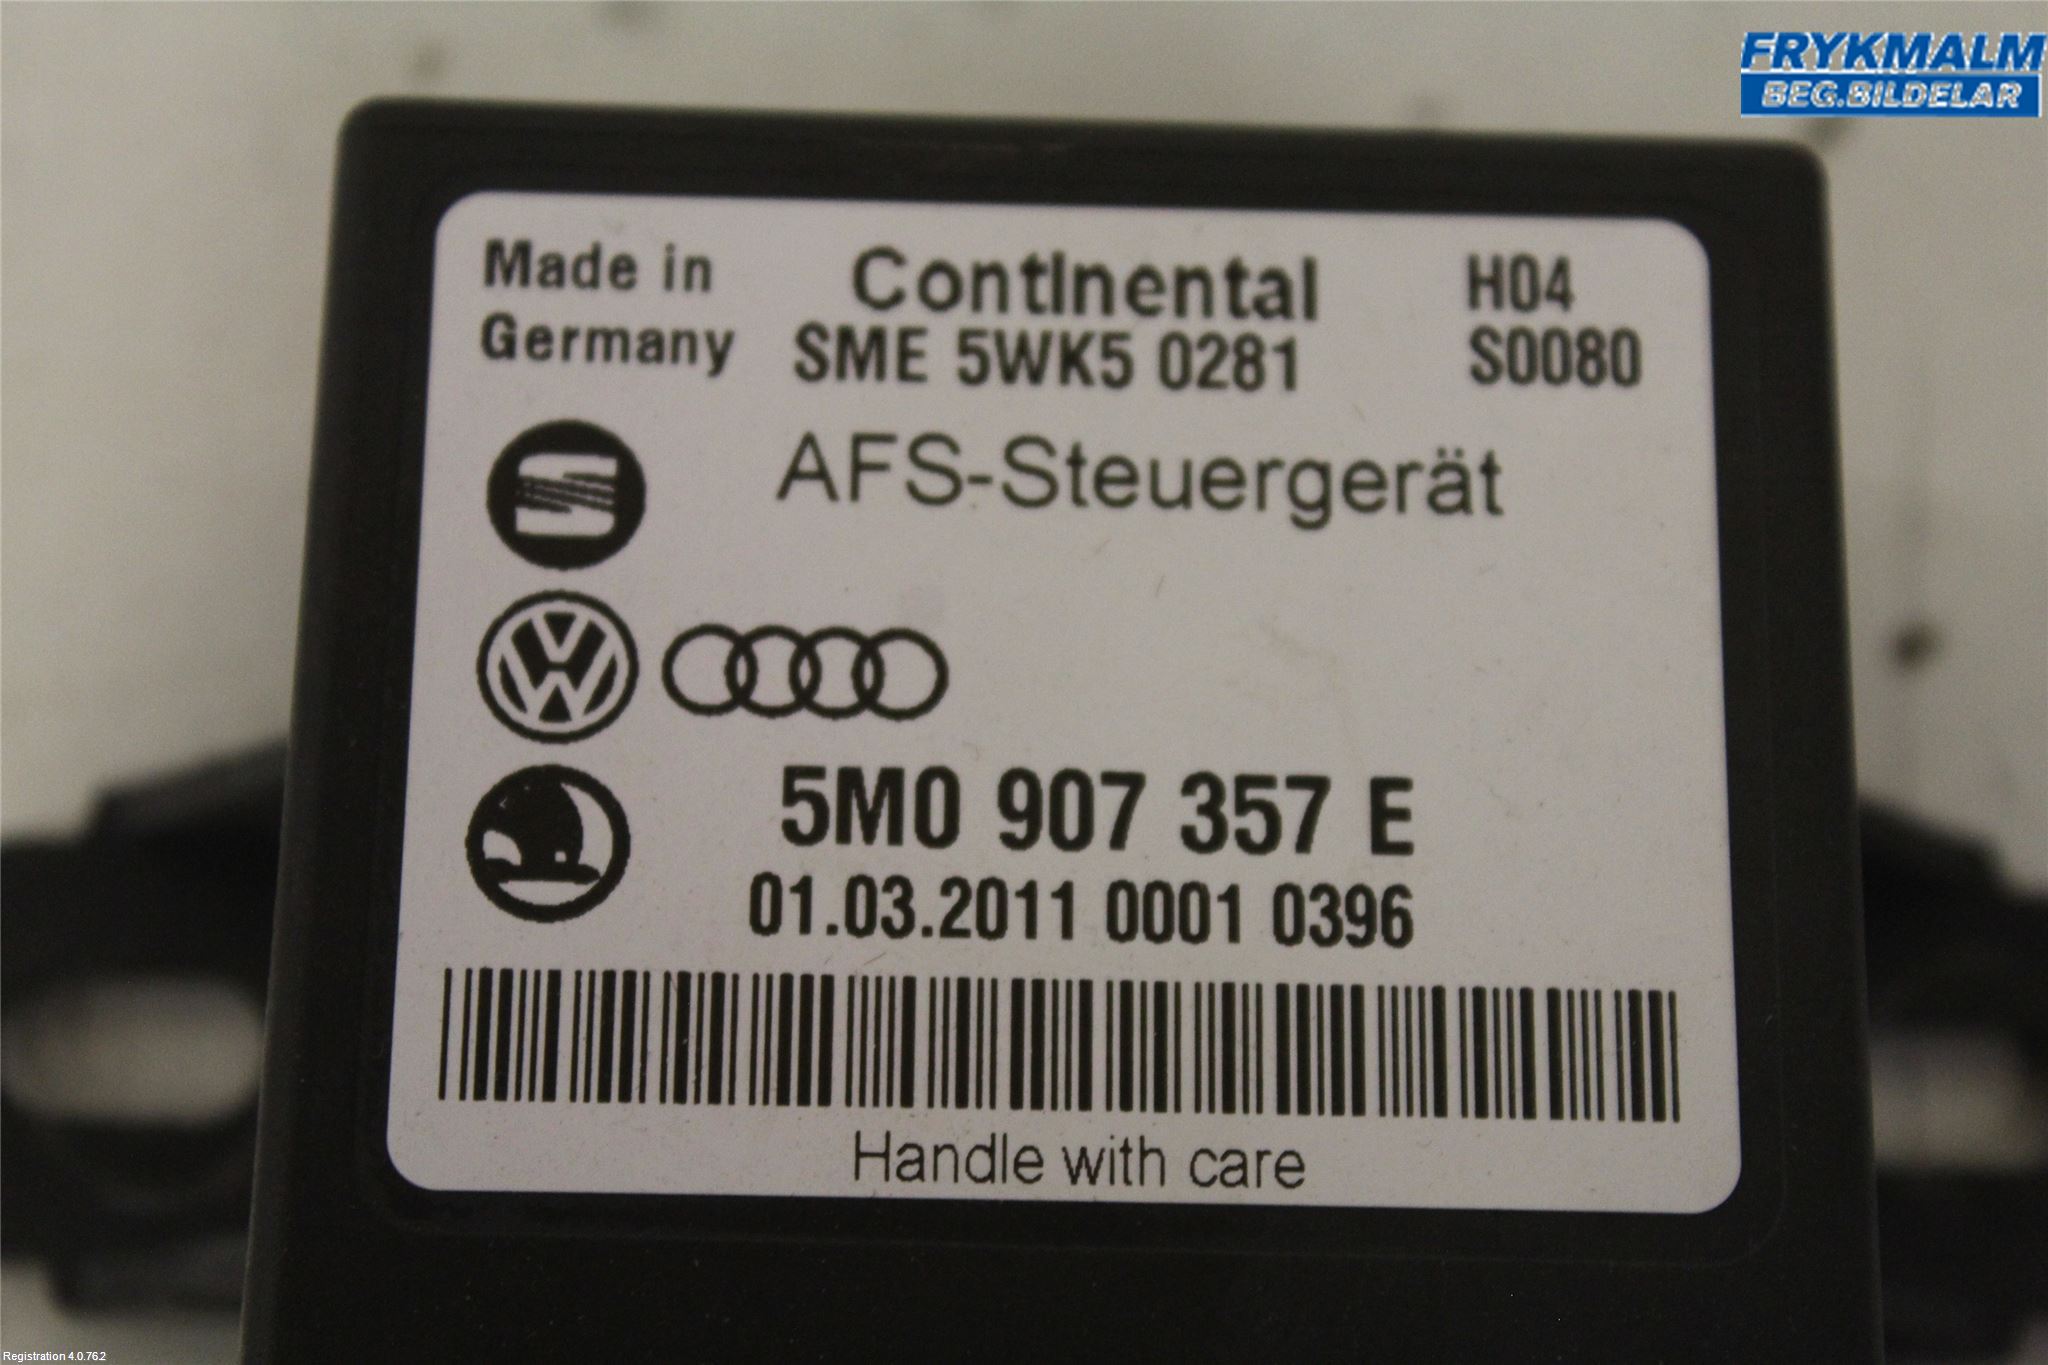 FRYKMALM
BEG.BILDELAR
Made in
Germany
ContInental
SME 5WK5 0281
H04
S0080
AFS-Steuergerät
5M0 907 357 E
01.03.2011 0001 0396
Handle with care
Registration 4.0.762